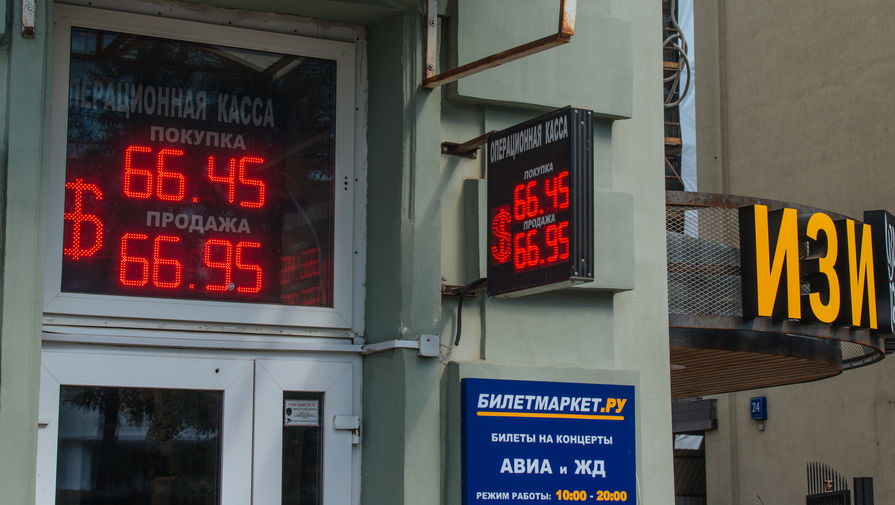 ОПЕРАЦИОННАЯ КАССА
ПОКУПКА
66.45
ПРОДАЖА
$
66.95
ОПЕРАЦИОННАЯ КАССА
ПОКУПКА
66.45
$
ПРОДАЖА
66.95
ИЗИ
24
БИЛЕТМАРКЕТ.РУ
БИЛЕТЫ НА КОНЦЕРТЫ
АВИА и ЖД
РЕЖИМ РАБОТЫ: 10:00 - 20:00